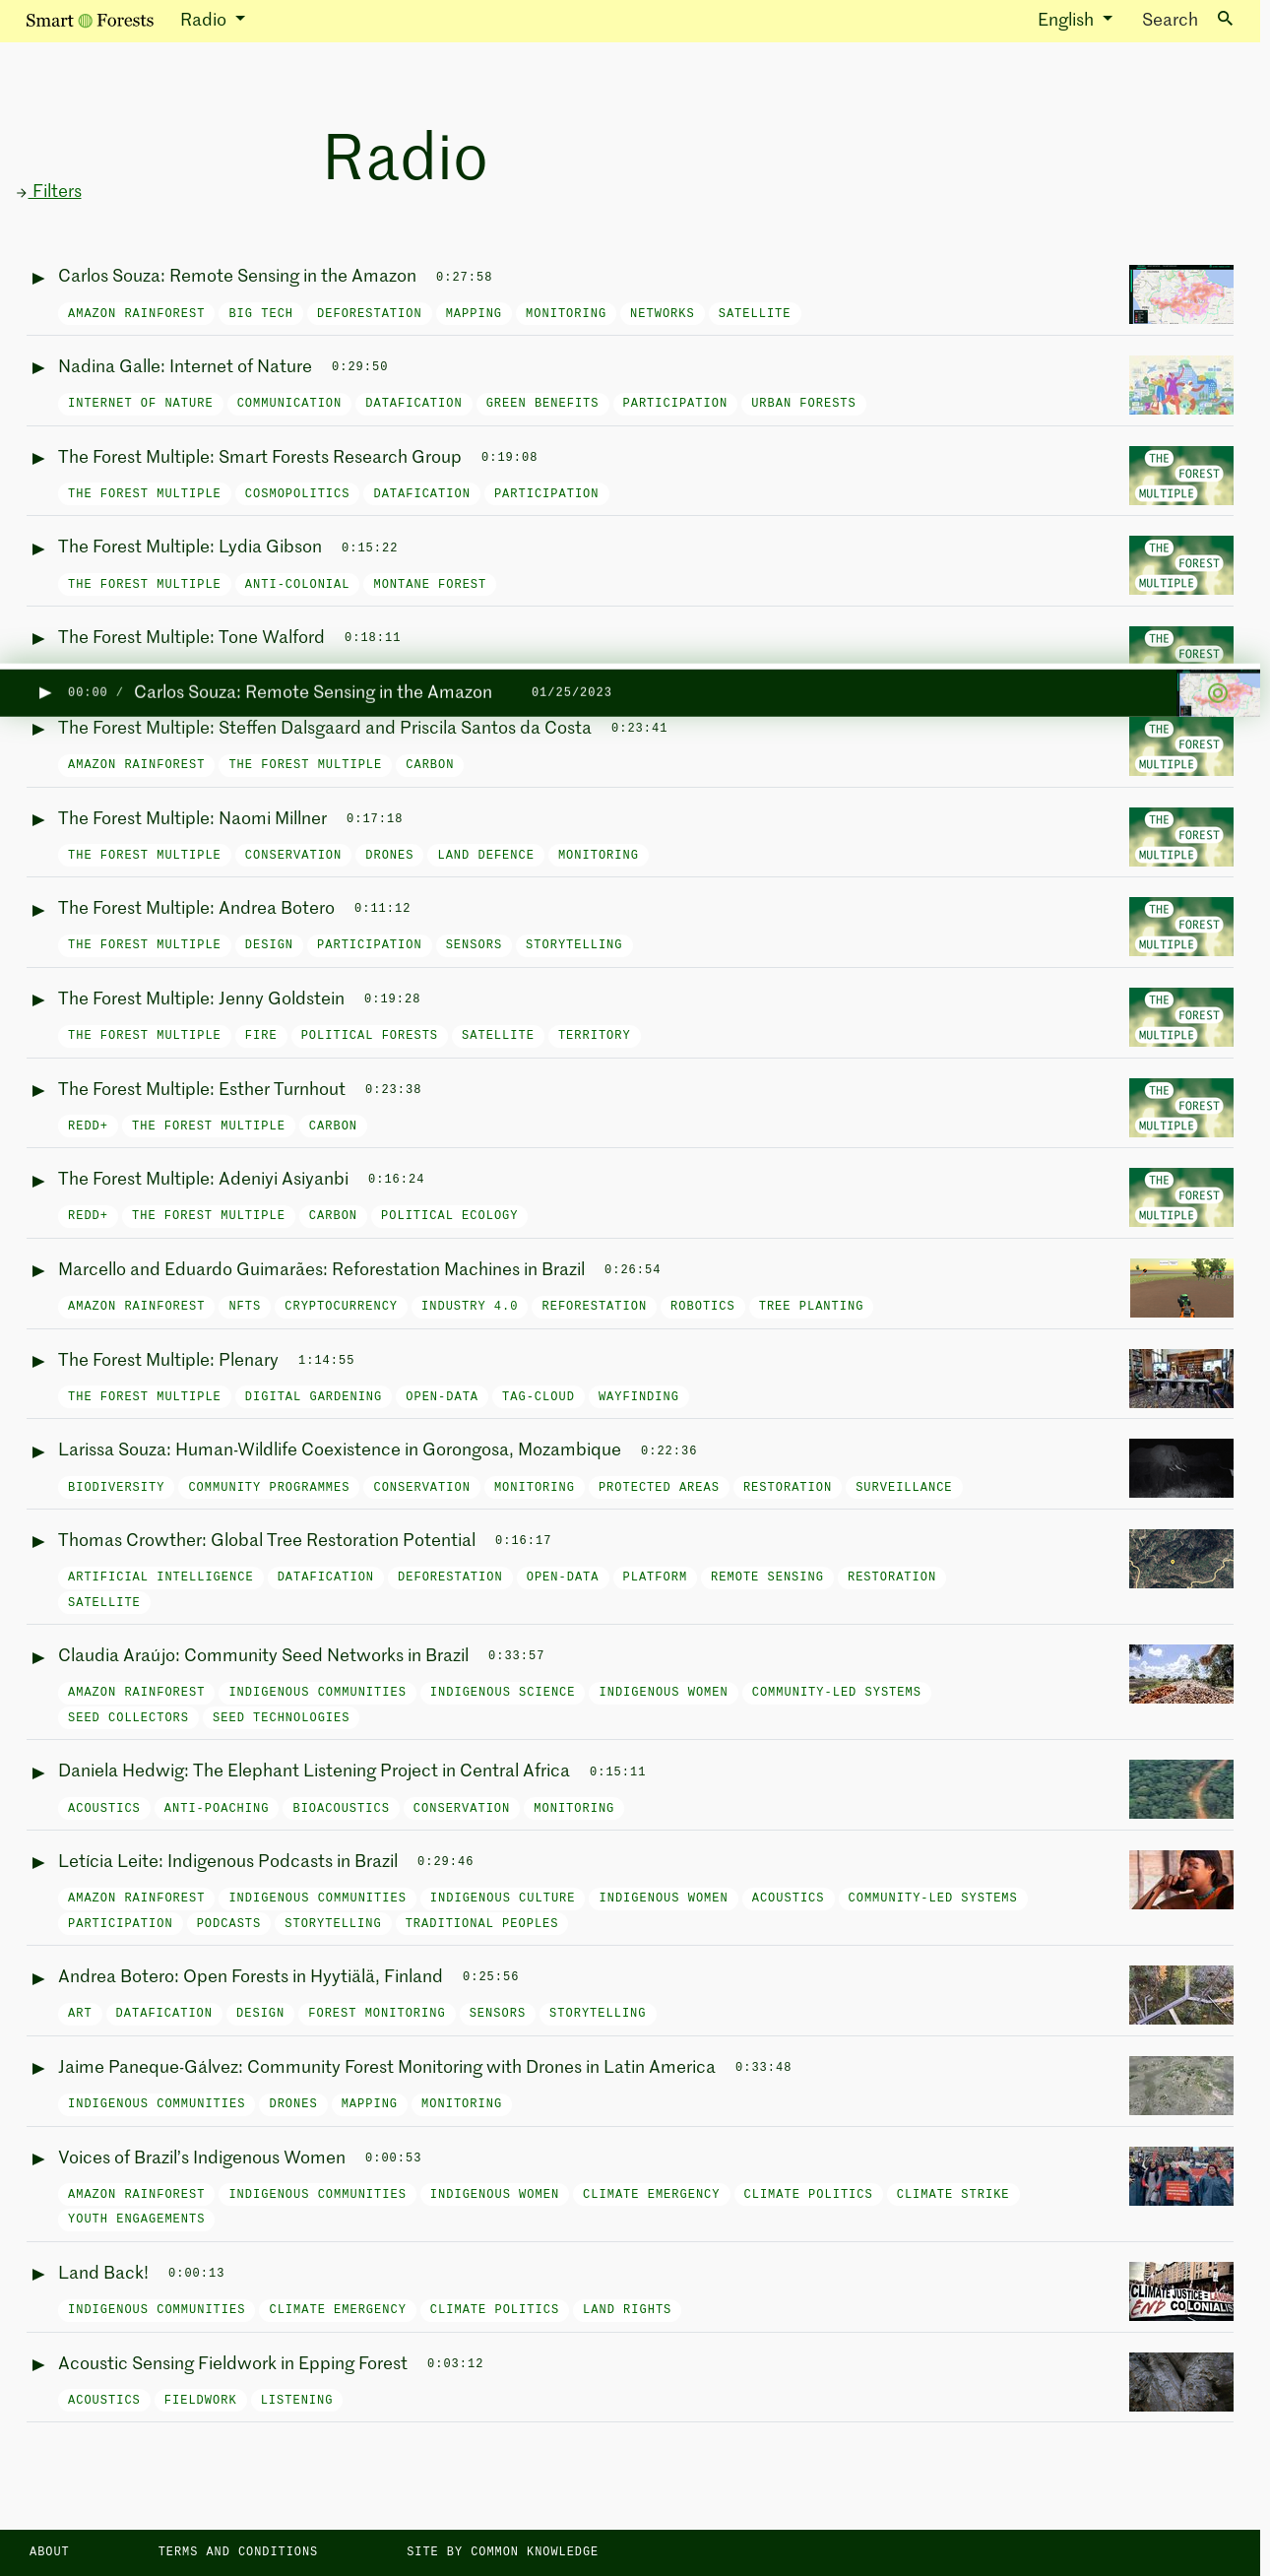 Smart Forests Radio English Search
Radio
→ Filters
Carlos Souza: Remote Sensing in the Amazon 0:27:58
AMAZON RAINFOREST BIG TECH DEFORESTATION MAPPING MONITORING NETWORKS SATELLITE
Nadina Galle: Internet of Nature 0:29:50
INTERNET OF NATURE COMMUNICATION DATAFICATION GREEN BENEFITS PARTICIPATION URBAN FORESTS
The Forest Multiple: Smart Forests Research Group 0:19:08
THE
FOREST
MULTIPLE
THE FOREST MULTIPLE COSMOPOLITICS DATAFICATION PARTICIPATION
The Forest Multiple: Lydia Gibson 0:15:22
THE
FOREST
MULTIPLE
THE FOREST MULTIPLE ANTI-COLONIAL MONTANE FOREST
The Forest Multiple: Tone Walford 0:18:11
THE
FOREST
00:00 / Carlos Souza: Remote Sensing in the Amazon 01/25/2023
The Forest Multiple: Steffen Dalsgaard and Priscila Santos da Costa 0:23:41
THE
FOREST
MULTIPLE
AMAZON RAINFOREST THE FOREST MULTIPLE CARBON
The Forest Multiple: Naomi Millner 0:17:18
THE
FOREST
MULTIPLE
THE FOREST MULTIPLE CONSERVATION DRONES LAND DEFENCE MONITORING
The Forest Multiple: Andrea Botero 0:11:12
THE
FOREST
MULTIPLE
THE FOREST MULTIPLE DESIGN PARTICIPATION SENSORS STORYTELLING
The Forest Multiple: Jenny Goldstein 0:19:28
THE
FOREST
MULTIPLE
THE FOREST MULTIPLE FIRE POLITICAL FORESTS SATELLITE TERRITORY
The Forest Multiple: Esther Turnhout 0:23:38
THE
FOREST
MULTIPLE
REDD+ THE FOREST MULTIPLE CARBON
The Forest Multiple: Adeniyi Asiyanbi 0:16:24
THE
FOREST
MULTIPLE
REDD+ THE FOREST MULTIPLE CARBON POLITICAL ECOLOGY
Marcello and Eduardo Guimarães: Reforestation Machines in Brazil 0:26:54
AMAZON RAINFOREST NFTS CRYPTOCURRENCY INDUSTRY 4.0 REFORESTATION ROBOTICS TREE PLANTING
The Forest Multiple: Plenary 1:14:55
THE FOREST MULTIPLE DIGITAL GARDENING OPEN-DATA TAG-CLOUD WAYFINDING
Larissa Souza: Human-Wildlife Coexistence in Gorongosa, Mozambique 0:22:36
BIODIVERSITY COMMUNITY PROGRAMMES CONSERVATION MONITORING PROTECTED AREAS RESTORATION SURVEILLANCE
Thomas Crowther: Global Tree Restoration Potential 0:16:17
ARTIFICIAL INTELLIGENCE DATAFICATION DEFORESTATION OPEN-DATA PLATFORM REMOTE SENSING RESTORATION
SATELLITE
Claudia Araújo: Community Seed Networks in Brazil 0:33:57
AMAZON RAINFOREST INDIGENOUS COMMUNITIES INDIGENOUS SCIENCE INDIGENOUS WOMEN COMMUNITY-LED SYSTEMS
SEED COLLECTORS SEED TECHNOLOGIES
Daniela Hedwig: The Elephant Listening Project in Central Africa 0:15:11
ACOUSTICS ANTI-POACHING BIOACOUSTICS CONSERVATION MONITORING
Letícia Leite: Indigenous Podcasts in Brazil 0:29:46
AMAZON RAINFOREST INDIGENOUS COMMUNITIES INDIGENOUS CULTURE INDIGENOUS WOMEN ACOUSTICS COMMUNITY-LED SYSTEMS
PARTICIPATION PODCASTS STORYTELLING TRADITIONAL PEOPLES
Andrea Botero: Open Forests in Hyytiälä, Finland 0:25:56
ART DATAFICATION DESIGN FOREST MONITORING SENSORS STORYTELLING
Jaime Paneque-Gálvez: Community Forest Monitoring with Drones in Latin America 0:33:48
INDIGENOUS COMMUNITIES DRONES MAPPING MONITORING
Voices of Brazil’s Indigenous Women 0:00:53
AMAZON RAINFOREST INDIGENOUS COMMUNITIES INDIGENOUS WOMEN CLIMATE EMERGENCY CLIMATE POLITICS CLIMATE STRIKE
YOUTH ENGAGEMENTS
Land Back! 0:00:13
CLIMATE JUSTICE =
END COLONIALIS
INDIGENOUS COMMUNITIES CLIMATE EMERGENCY CLIMATE POLITICS LAND RIGHTS
Acoustic Sensing Fieldwork in Epping Forest 0:03:12
ACOUSTICS FIELDWORK LISTENING
ABOUT TERMS AND CONDITIONS SITE BY COMMON KNOWLEDGE